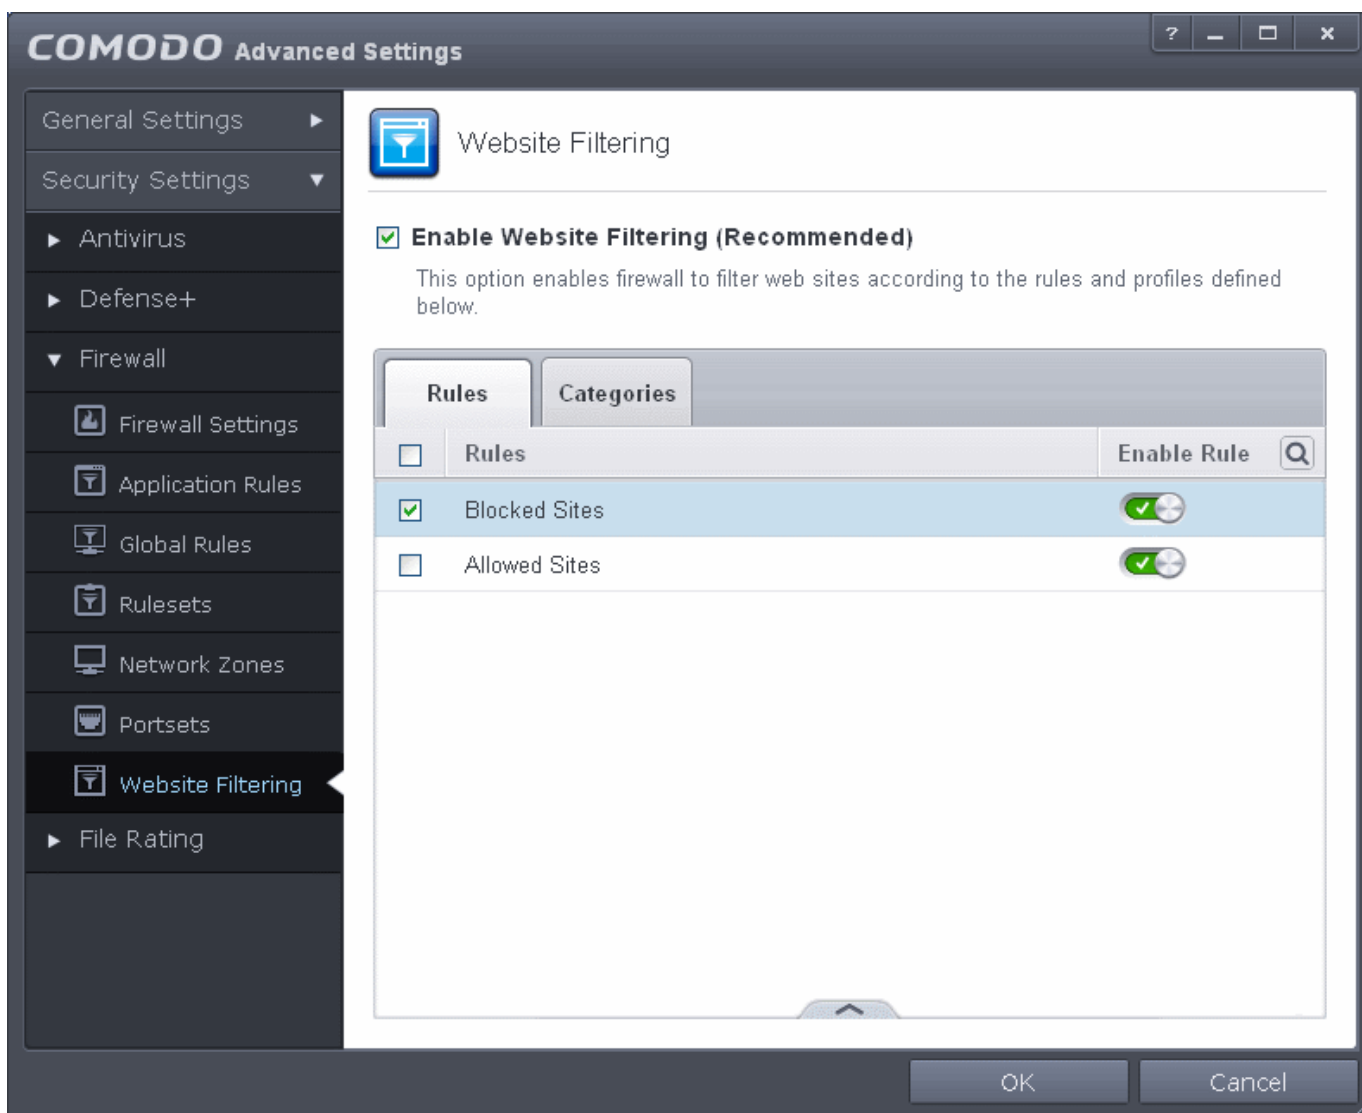 COMODO Advanced Settings
?
General Settings
Security Settings
Antivirus
Defense+
Firewall
Firewall Settings
Application Rules
Global Rules
Rulesets
Network Zones
Portsets
Website Filtering
File Rating
Website Filtering
Enable Website Filtering (Recommended)
This option enables firewall to filter web sites according to the rules and profiles defined
below.
Rules Categories
Rules Enable Rule
Blocked Sites
Allowed Sites
OK Cancel